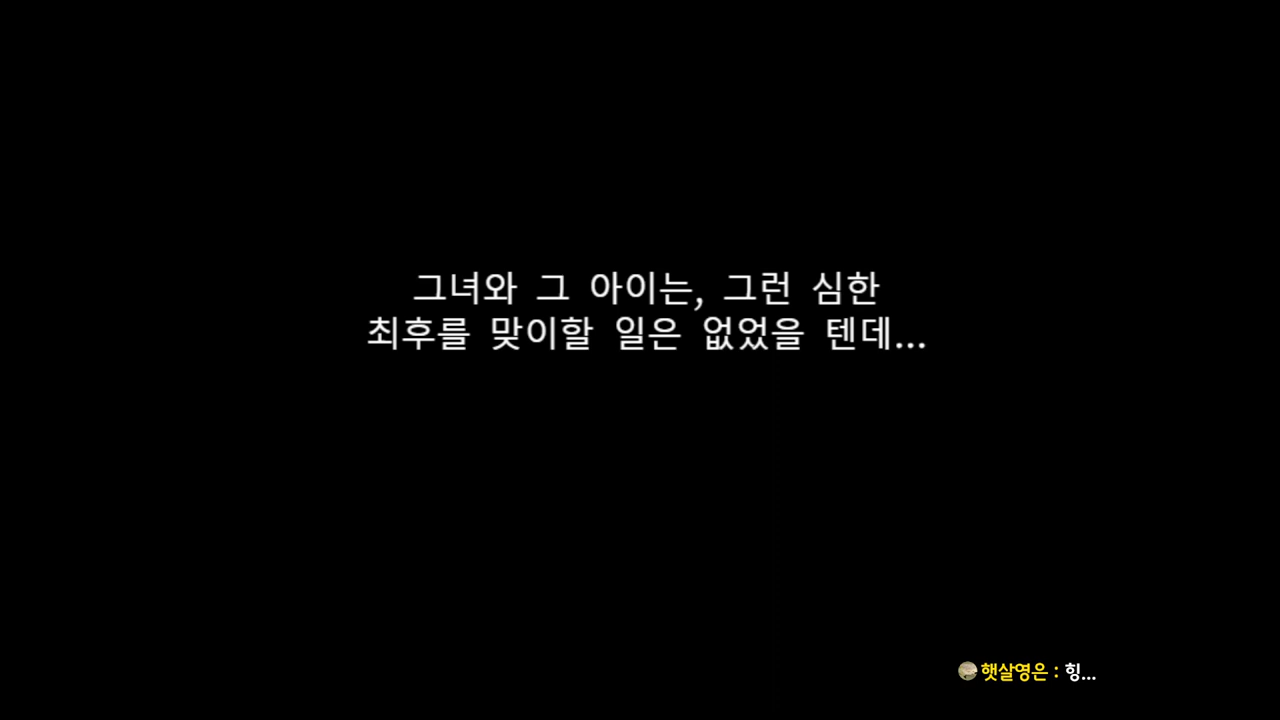 그녀와 그 아이는, 그런 심한
최후를 맞이할 일은 없었을 텐데...
햇살영은 : 힝...